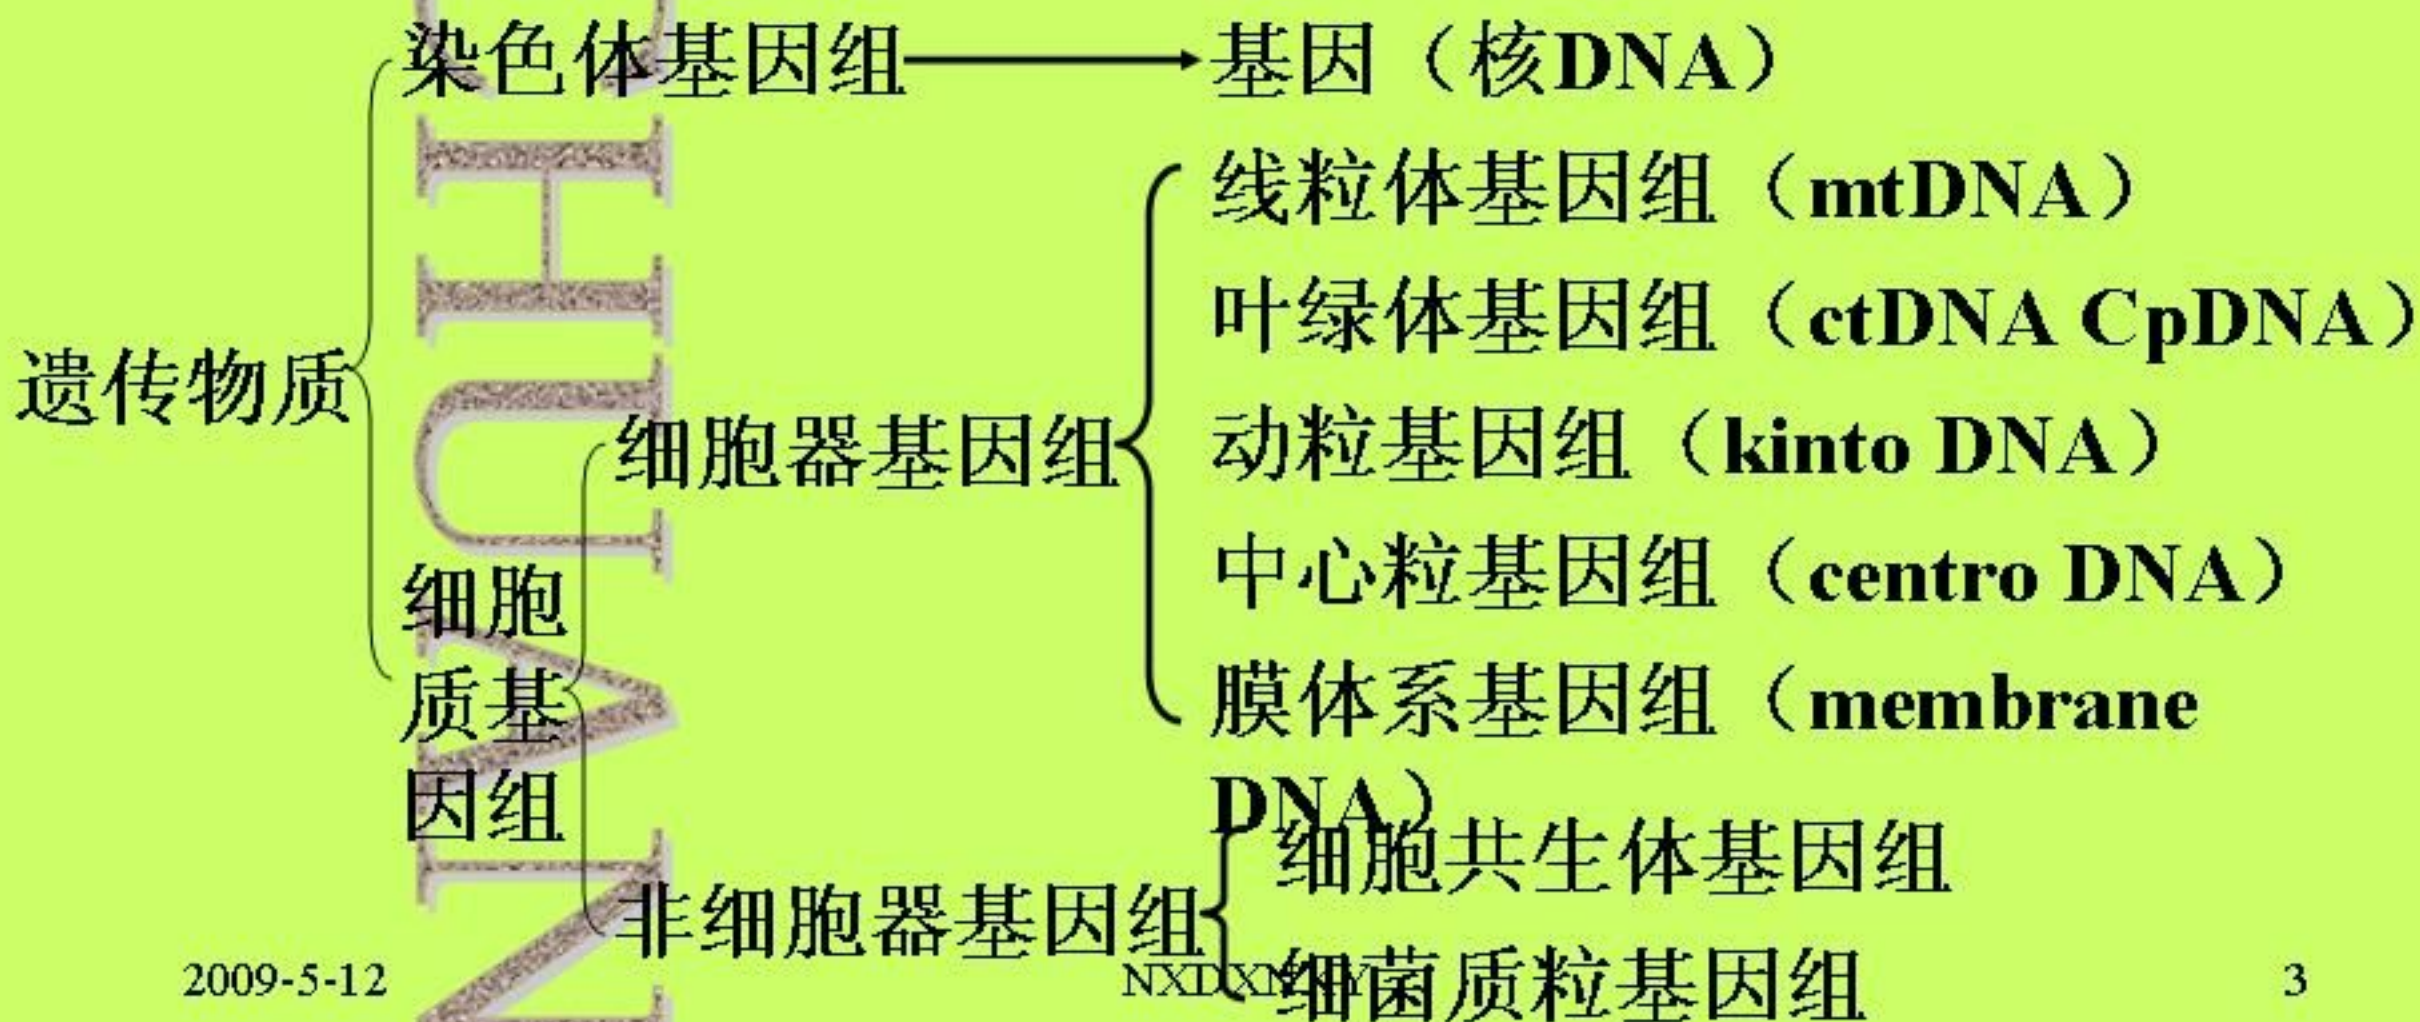 染色体基因组
基因（核DNA）
线粒体基因组（mtDNA）
叶绿体基因组（ctDNA CpDNA）
遗传物质
细胞器基因组
动粒基因组（kinto DNA）
中心粒基因组（centro DNA）
细胞
质基
因组
膜体系基因组（membrane
DNA）
细胞共生体基因组
非细胞器基因组
细菌质粒基因组
2009-5-12
3
HUAN